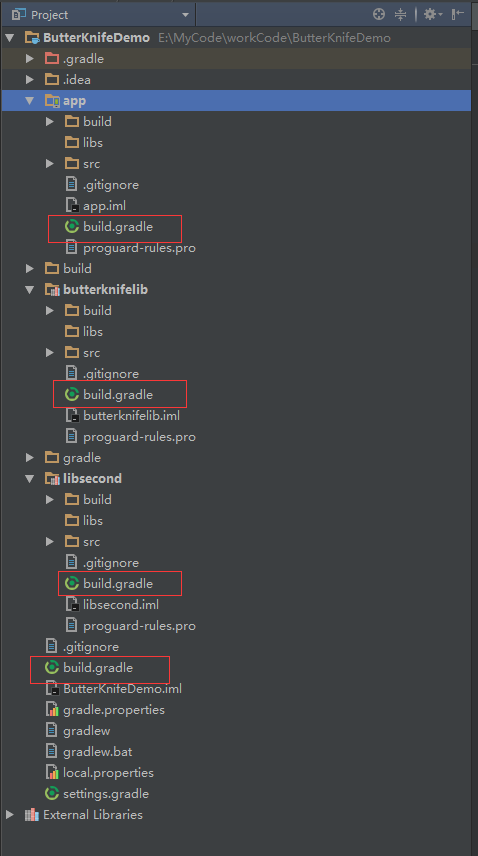 Project
ButterKnifeDemo E:\MyCode\workCode\ButterKnifeDemo
.gradle
.idea
app
build
libs
src
.gitignore
app.iml
build.gradle
proguard-rules.pro
build
butterknifelib
build
libs
src
.gitignore
build.gradle
butterknifelib.iml
proguard-rules.pro
gradle
libsecond
build
libs
src
.gitignore
build.gradle
libsecond.iml
proguard-rules.pro
.gitignore
build.gradle
ButterKnifeDemo.iml
gradle.properties
gradlew
gradlew.bat
local.properties
settings.gradle
External Libraries